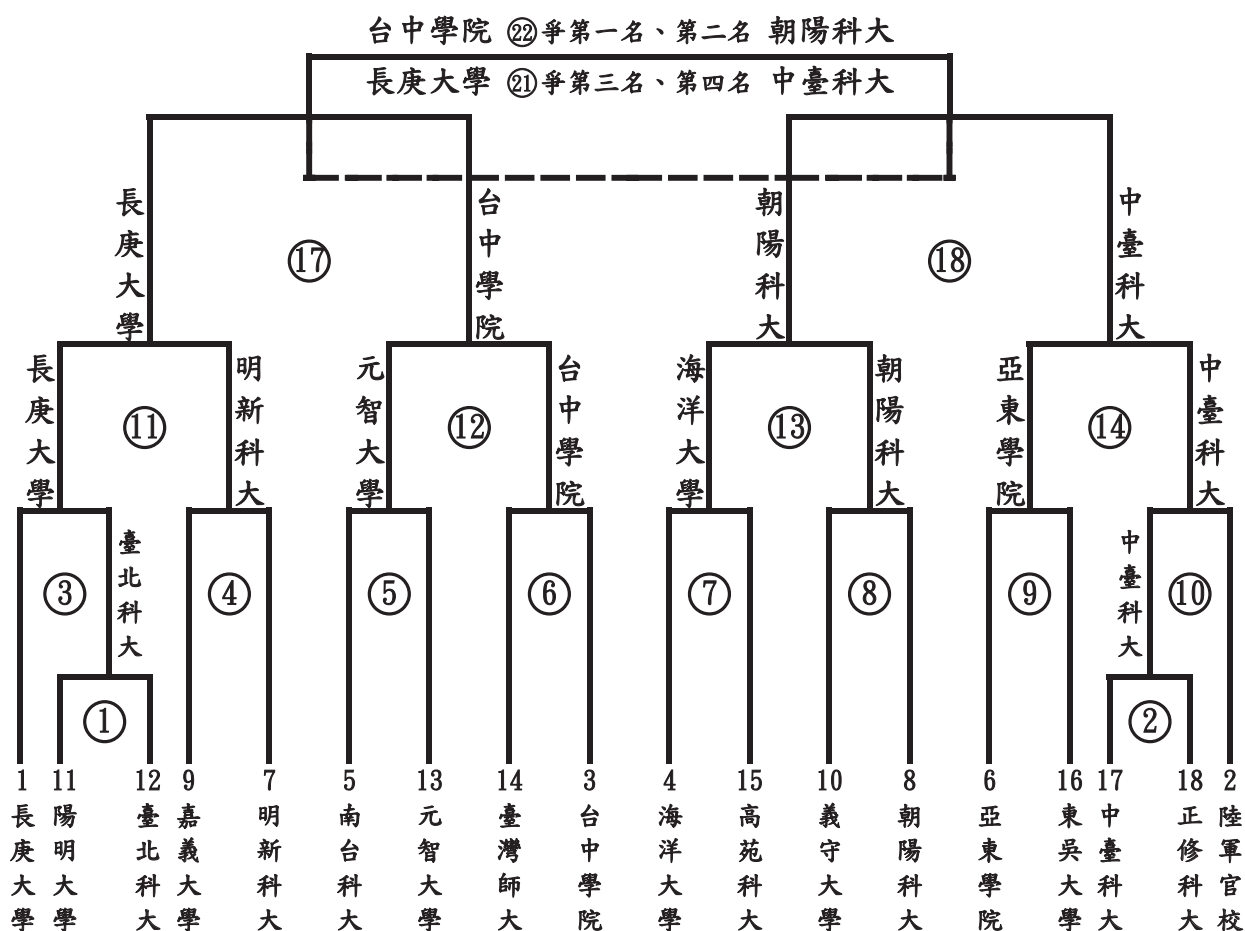 台中學院 ㉒爭第一名、第二名 朝陽科大
長庚大學 ㉑爭第三名、第四名 中臺科大
長庚大學
⑰
台中學院
朝陽科大
⑱
中臺科大
長庚大學
⑪
明新科大
元智大學
⑫
台中學院
海洋大學
⑬
朝陽科大
亞東學院
⑭
中臺科大
③
臺北科大
④
⑤
⑥
⑦
⑧
⑨
中臺科大
⑩
①
②
1 長庚大學
11 陽明大學
12 臺北科大
9 嘉義大學
7 明新科大
5 南台科大
13 元智大學
14 臺灣師大
3 台中學院
4 海洋大學
15 高苑科大
10 義守大學
8 朝陽科大
6 亞東學院
16 東吳大學
17 中臺科大
18 正修科大
2 陸軍官校